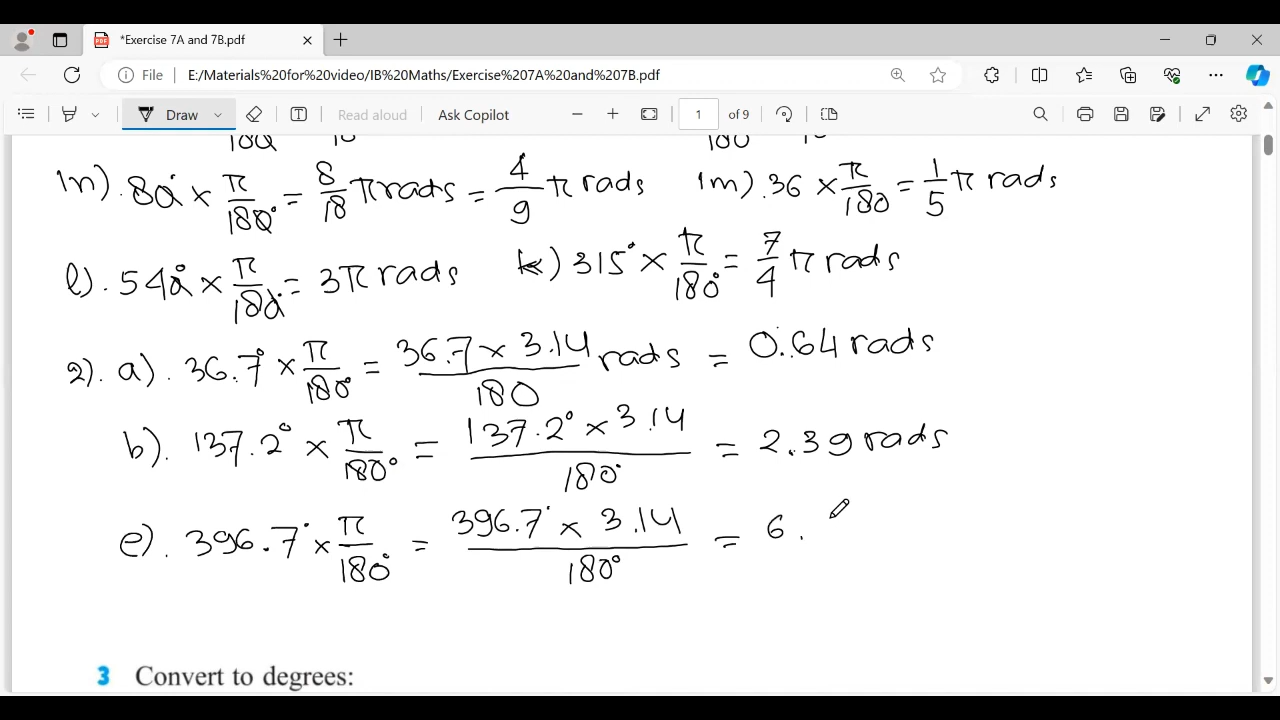 *Exercise 7A and 7B.pdf
File E:/Materials%20for%20video/IB%20Maths/Exercise%207A%20and%207B.pdf
Draw Read aloud Ask Copilot 1 of 9
1n). 80° × π/180° = 8/18 π rads = 4/9 π rads 1m). 36 × π/180 = 1/5 π rads
l). 540° × π/180° = 3π rads k) 315° × π/180° = 7/4 π rads
2). a). 36.7° × π/180° = 36.7 × 3.14/180 rads = 0.64 rads
b). 137.2° × π/180° = 137.2° × 3.14/180° = 2.39 rads
e). 396.7° × π/180° = 396.7° × 3.14/180° = 6.
3 Convert to degrees: